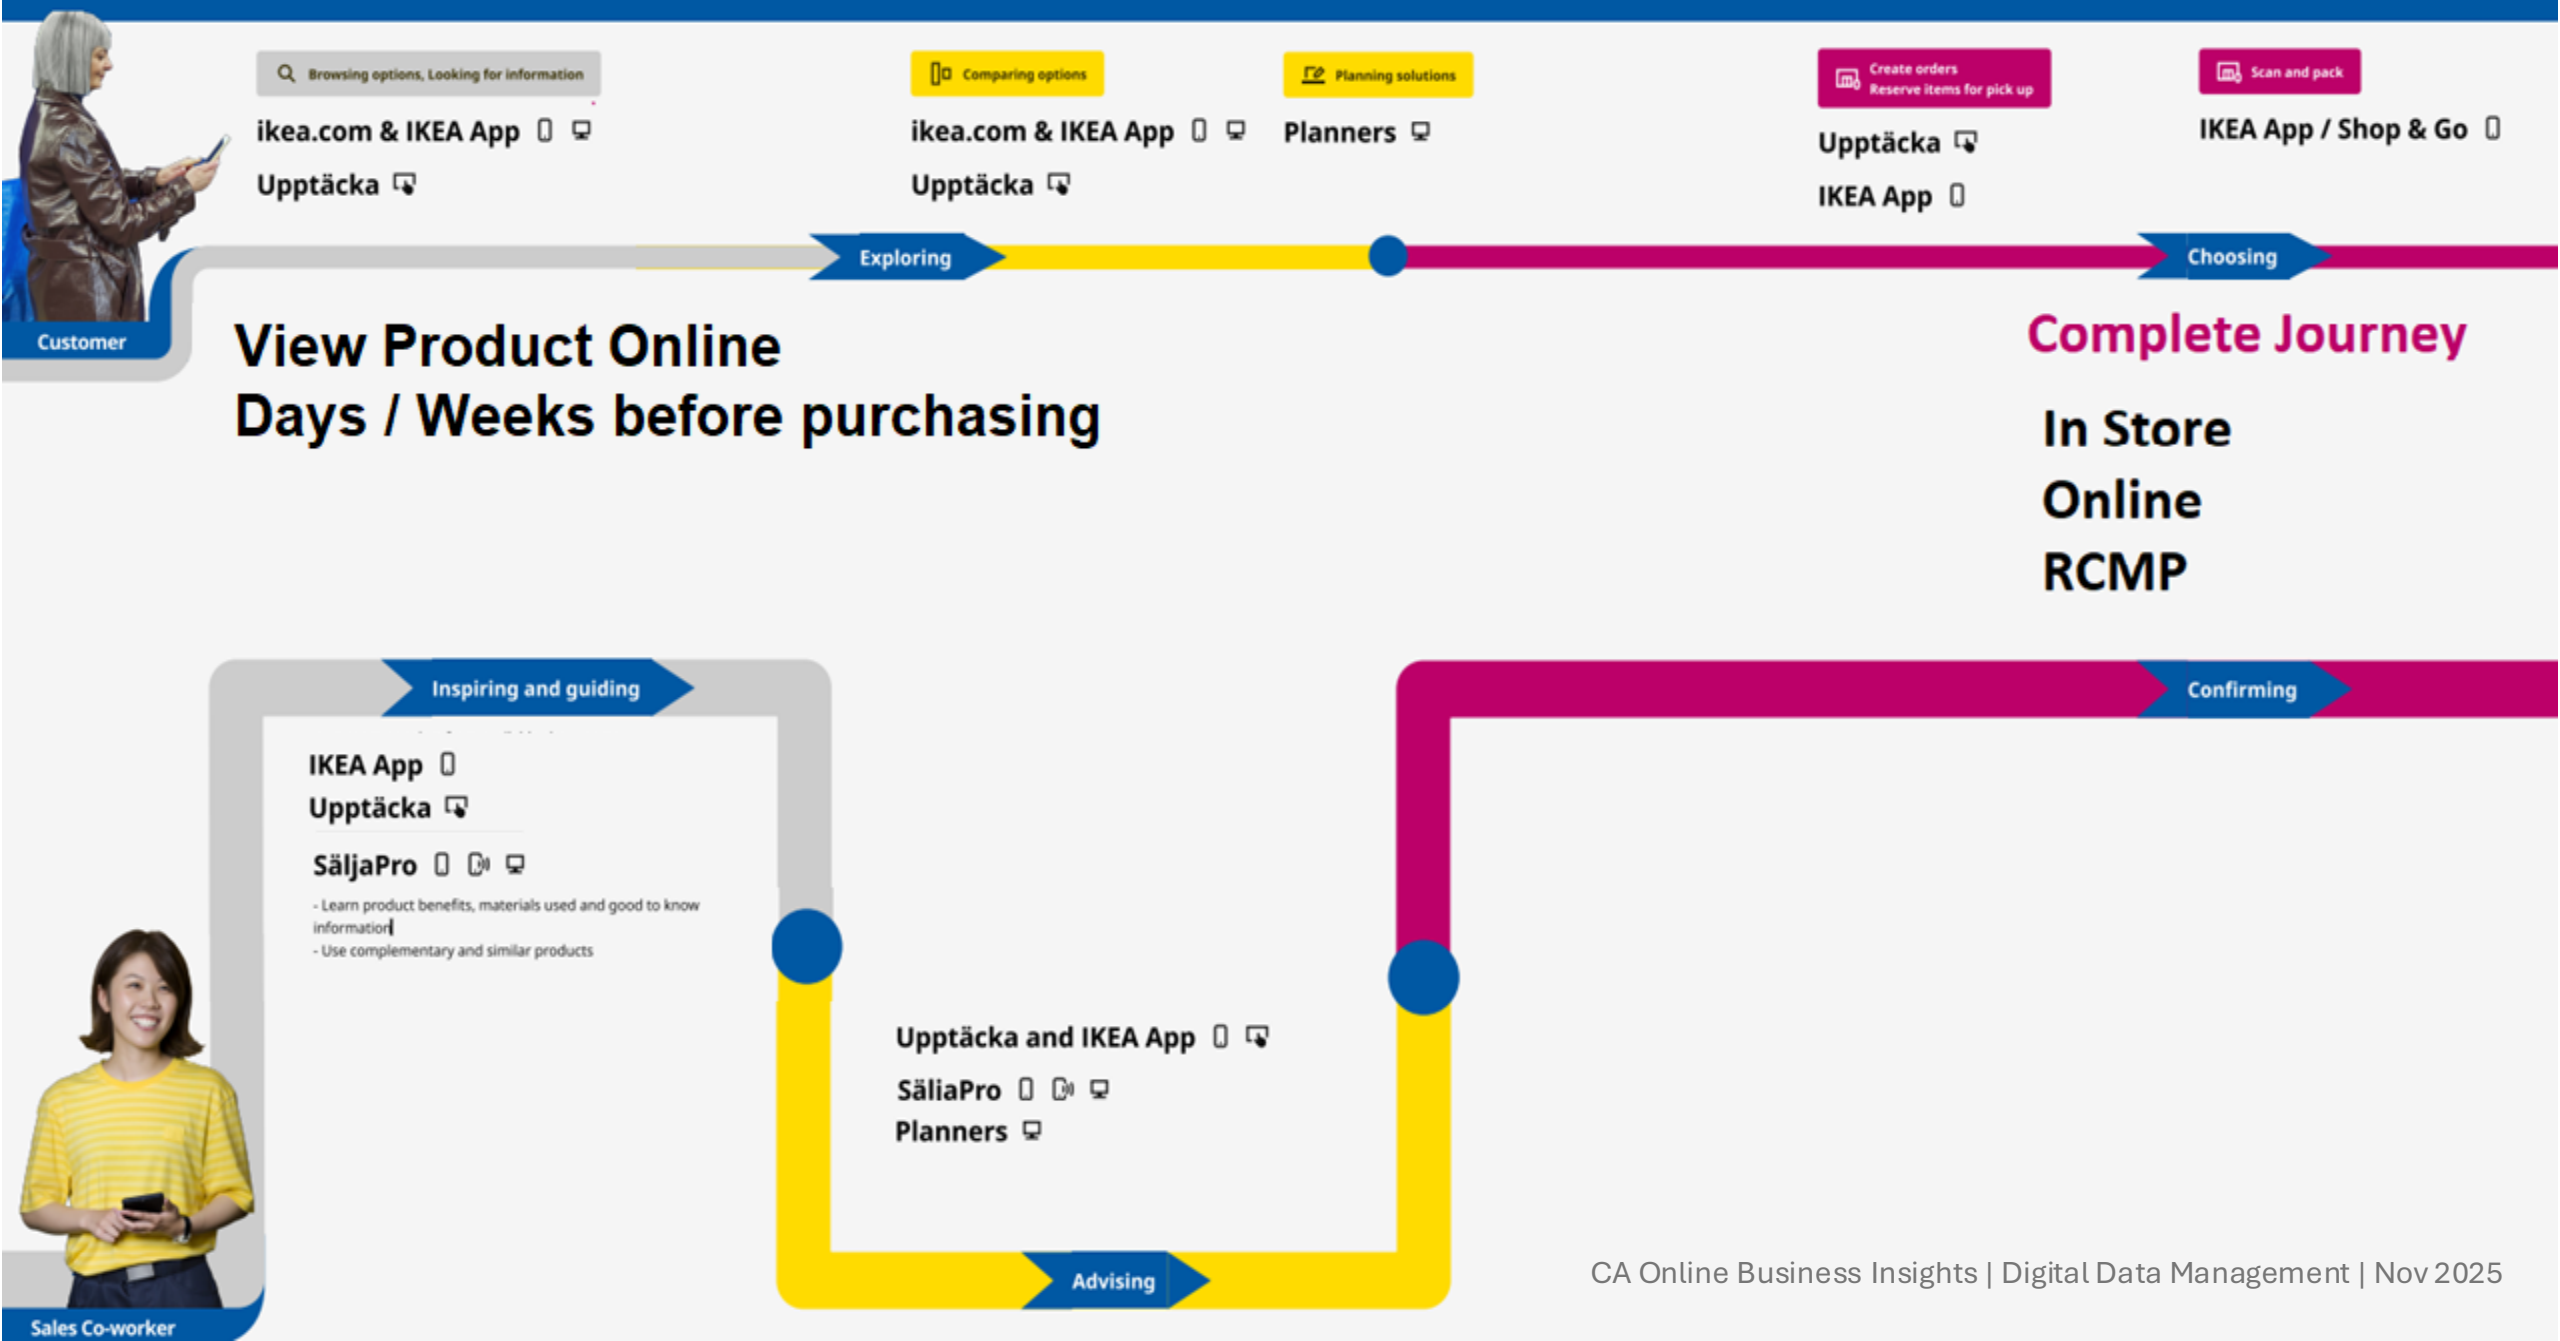 Browsing options, Looking for information
ikea.com & IKEA App
Upptäcka
Comparing options
ikea.com & IKEA App
Upptäcka
Planning solutions
Planners
Create orders
Reserve items for pick up
Upptäcka
IKEA App
Scan and pack
IKEA App / Shop & Go
Exploring
Choosing
Customer
View Product Online
Days / Weeks before purchasing
Complete Journey
In Store
Online
RCMP
Inspiring and guiding
Confirming
IKEA App
Upptäcka
SäljaPro
- Learn product benefits, materials used and good to know
information
- Use complementary and similar products
Upptäcka and IKEA App
SäliaPro
Planners
Advising
CA Online Business Insights | Digital Data Management | Nov 2025
Sales Co-worker